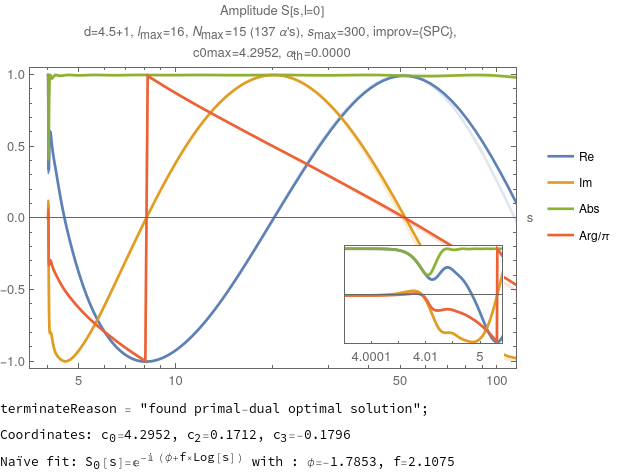 Amplitude S[s,l=0]
d=4.5+1, lmax=16, Nmax=15 (137 α's), smax=300, improv={SPC},
c0max=4.2952, αth=0.0000
1.0
0.5
0.0
-0.5
-1.0
s
Re
Im
Abs
Arg/π
4.0001 4.01 5
5 10 50 100
terminateReason = "found primal-dual optimal solution";
Coordinates: c0=4.2952, c2=0.1712, c3=-0.1796
Naïve fit: S0[s]=e^-i (ϕ+f×Log[s]) with : ϕ=-1.7853, f=2.1075